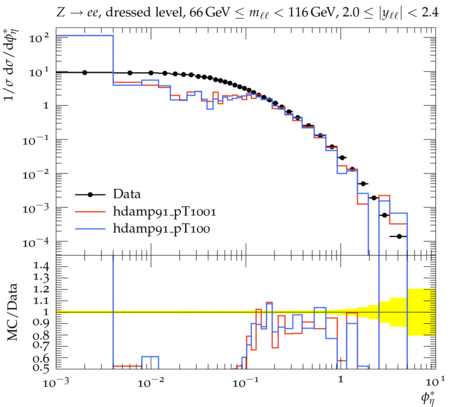 Z → ee, dressed level, 66 GeV ≤ mℓℓ < 116 GeV, 2.0 ≤ |yℓℓ| < 2.4
1/σ dσ/dφ*η
10²
10¹
1
10⁻¹
10⁻²
10⁻³
10⁻⁴
Data
hdamp91_pT1001
hdamp91_pT100
MC/Data
1.4
1.3
1.2
1.1
1
0.9
0.8
0.7
0.6
0.5
10⁻³ 10⁻² 10⁻¹ 1 10¹
φ*η